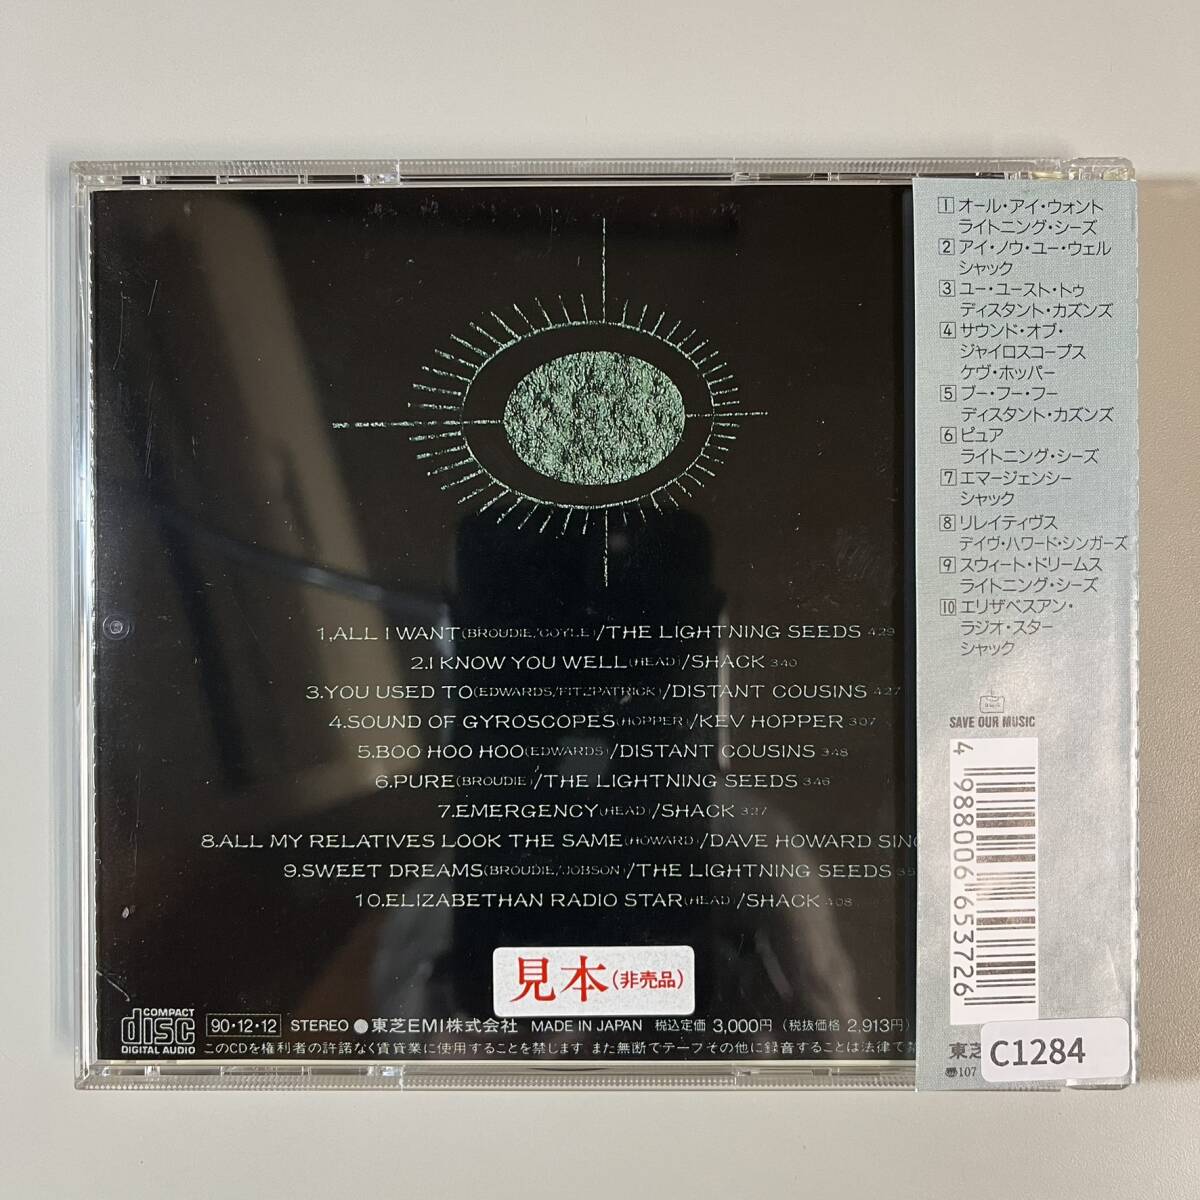 1,ALL I WANT(BROUDIE/COYLE)/THE LIGHTNING SEEDS 4:29
2.I KNOW YOU WELL(HEAD)/SHACK 3:40
3.YOU USED TO(EDWARDS/FITZPATRICK)/DISTANT COUSINS 4:27
4.SOUND OF GYROSCOPES(HOPPER)/KEV HOPPER 3:07
5.BOO HOO HOO(EDWARDS)/DISTANT COUSINS 3:48
6.PURE(BROUDIE)/THE LIGHTNING SEEDS 3:46
7.EMERGENCY(HEAD)/SHACK 3:27
8.ALL MY RELATIVES LOOK THE SAME(HOWARD)/DAVE HOWARD SIN
9.SWEET DREAMS(BROUDIE/JOBSON)/THE LIGHTNING SEEDS
10.ELIZABETHAN RADIO STAR(HEAD)/SHACK 4:08
見本(非売品)
COMPACT
disc
DIGITAL AUDIO
90・12・12 STEREO ●東芝EMI株式会社 MADE IN JAPAN 税込定価 3,000円 (税抜価格 2,913円)
このCDを権利者の許諾なく賃貸業に使用することを禁じます また無断でテープその他に録音することは法律で禁
1 オール・アイ・ウォント
ライトニング・シーズ
2 アイ・ノウ・ユー・ウェル
シャック
3 ユー・ユースト・トゥ
ディスタント・カズンズ
4 サウンド・オブ・
ジャイロスコープス
ケヴ・ホッパー
5 ブー・フー・フー
ディスタント・カズンズ
6 ピュア
ライトニング・シーズ
7 エマージェンシー
シャック
8 リレイティヴス
デイヴ・ハワード・シンガーズ
9 スウィート・ドリームス
ライトニング・シーズ
10 エリザベスアン・
ラジオ・スター
シャック
SAVE OUR MUSIC
4 988006 653726
東芝
107
C1284